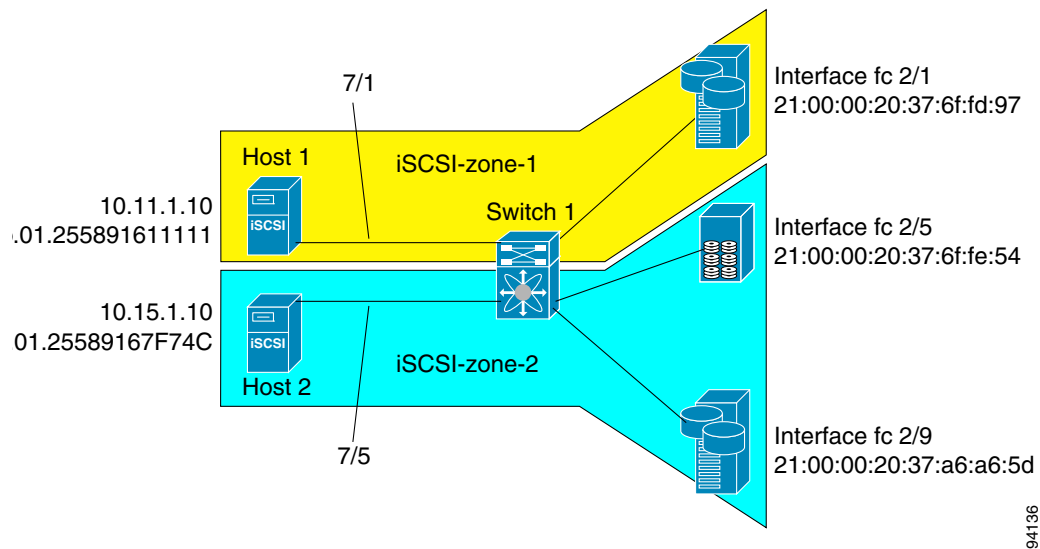 7/1
Interface fc 2/1
21:00:00:20:37:6f:fd:97
Host 1
iSCSI-zone-1
10.11.1.10
.01.255891611111
iSCSI
Switch 1
Interface fc 2/5
21:00:00:20:37:6f:fe:54
10.15.1.10
01.25589167F74C
iSCSI
iSCSI-zone-2
Host 2
7/5
Interface fc 2/9
21:00:00:20:37:a6:a6:5d
94136